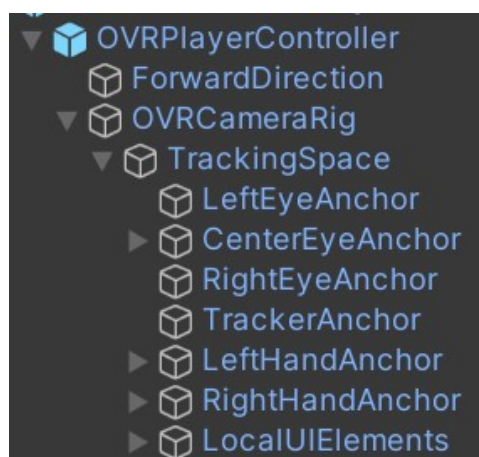 OVRPlayerController
ForwardDirection
OVRCameraRig
TrackingSpace
LeftEyeAnchor
CenterEyeAnchor
RightEyeAnchor
TrackerAnchor
LeftHandAnchor
RightHandAnchor
LocalUIElements